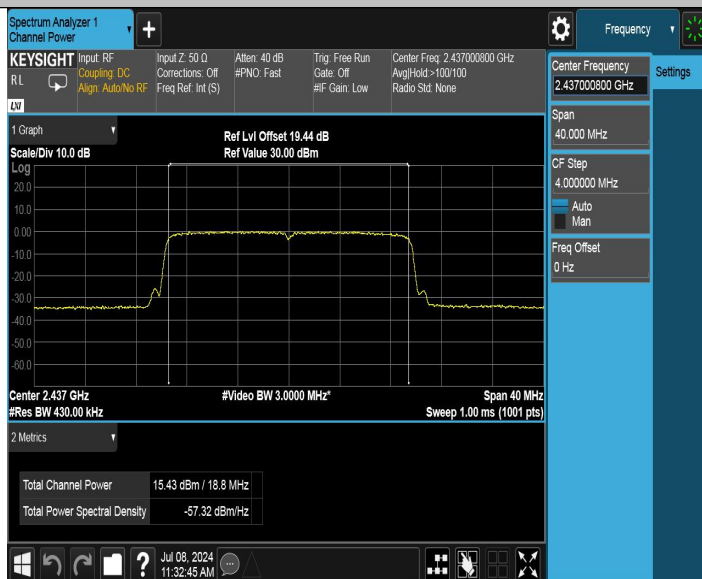 Spectrum Analyzer 1
Channel Power
+
Frequency
KEYSIGHT
RL
LXI
Input: RF
Coupling: DC
Align: Auto/No RF
Input Z: 50 Ω
Corrections: Off
Freq Ref: Int (S)
Atten: 40 dB
#PNO: Fast
Trig: Free Run
Gate: Off
#IF Gain: Low
Center Freq: 2.437000800 GHz
Avg|Hold:>100/100
Radio Std: None
Center Frequency
2.437000800 GHz
Settings
Span
40.000 MHz
CF Step
4.000000 MHz
Auto
Man
Freq Offset
0 Hz
1 Graph
Scale/Div 10.0 dB
Ref Lvl Offset 19.44 dB
Ref Value 30.00 dBm
Log
20.0
10.0
0.00
-10.0
-20.0
-30.0
-40.0
-50.0
-60.0
Center 2.437 GHz
#Video BW 3.0000 MHz*
Span 40 MHz
#Res BW 430.00 kHz
Sweep 1.00 ms (1001 pts)
2 Metrics
Total Channel Power 15.43 dBm / 18.8 MHz
Total Power Spectral Density -57.32 dBm/Hz
?
Jul 08, 2024
11:32:45 AM